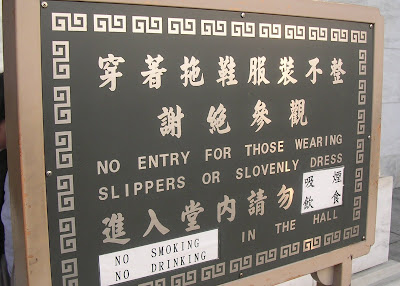 穿著拖鞋服裝不整
謝絕參觀
NO ENTRY FOR THOSE WEARING
SLIPPERS OR SLOVENLY DRESS
進入堂內請勿 吸煙 飲食
NO SMOKING
NO DRINKING IN THE HALL